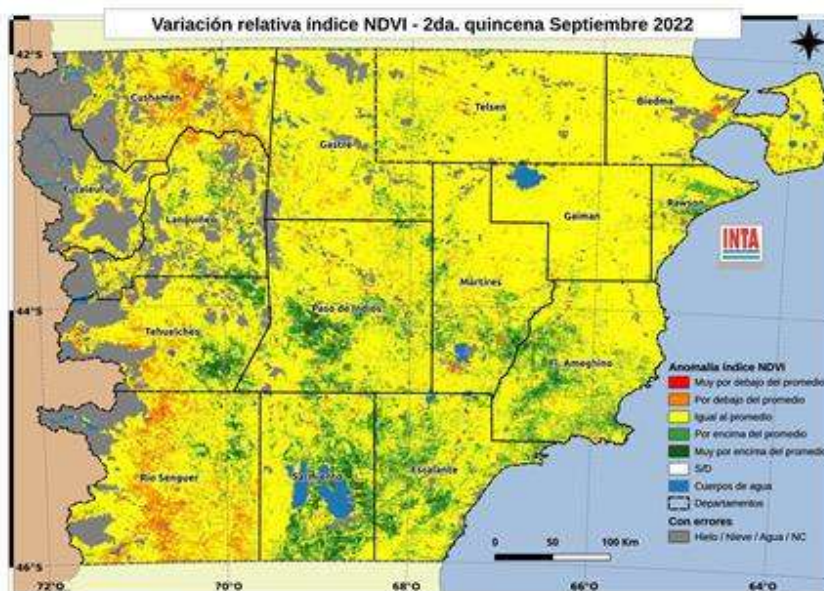 Variación relativa índice NDVI - 2da. quincena Septiembre 2022
42°S
Cushamen
Telsen
Biedma
Gastre
Futaleufú
Languiñeo
Gaiman
Rawson
INTA
Mártires
44°S
Paso de Indios
Tehuelches
F. Ameghino
Anomalía índice NDVI
Muy por debajo del promedio
Por debajo del promedio
Igual al promedio
Por encima del promedio
Muy por encima del promedio
S/D
Cuerpos de agua
Departamentos
Con errores
Hielo / Nieve / Agua / NC
Río Senguer
Sarmiento
Escalante
0 50 100 Km
46°S
72°O 70°O 68°O 66°O 64°O